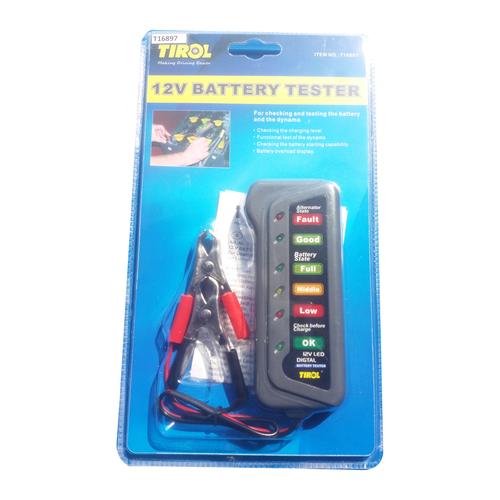 T16897
TIROL
Making Driving Easier
ITEM NO.: T16897
12V BATTERY TESTER
For checking and testing the battery
and the dynamo
Checking the charging level
Functional test of the dynamo
Checking the battery starting capability
Battery overload display
Alternator
State
Fault
Good
Battery
State
Full
Middle
Low
Check before
Charge
OK
12V LED
DIGTAL
BATTERY TESTER
TIROL